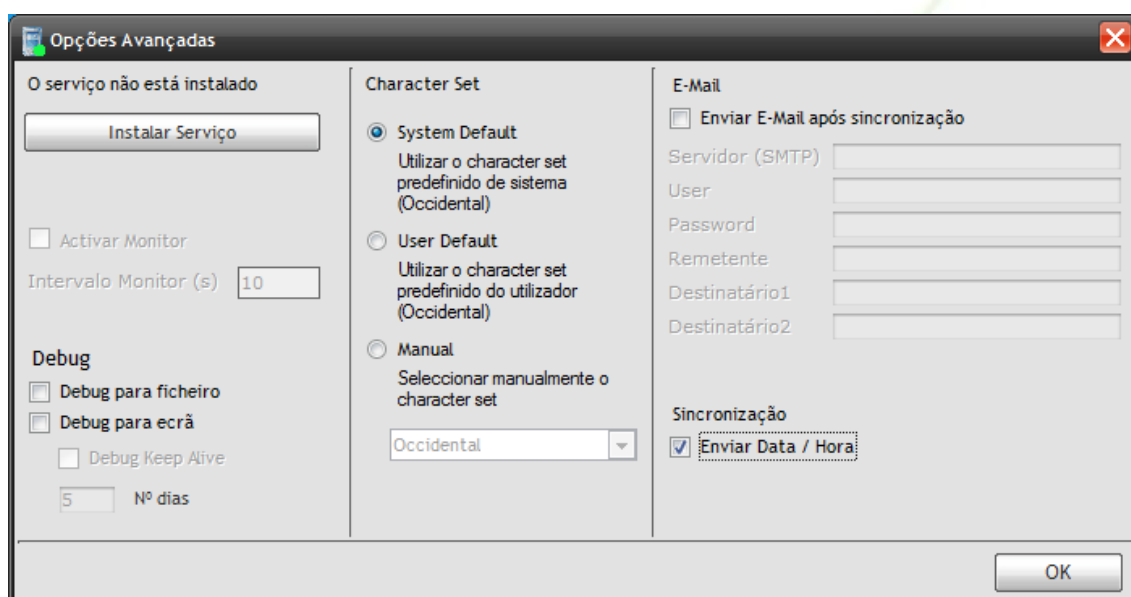 Opções Avançadas
O serviço não está instalado
Instalar Serviço
Activar Monitor
Intervalo Monitor (s) 10
Debug
Debug para ficheiro
Debug para ecrã
Debug Keep Alive
5 Nº dias
Character Set
System Default
Utilizar o character set
predefinido de sistema
(Occidental)
User Default
Utilizar o character set
predefinido do utilizador
(Occidental)
Manual
Seleccionar manualmente o
character set
Occidental
E-Mail
Enviar E-Mail após sincronização
Servidor (SMTP)
User
Password
Remetente
Destinatário1
Destinatário2
Sincronização
Enviar Data / Hora
OK